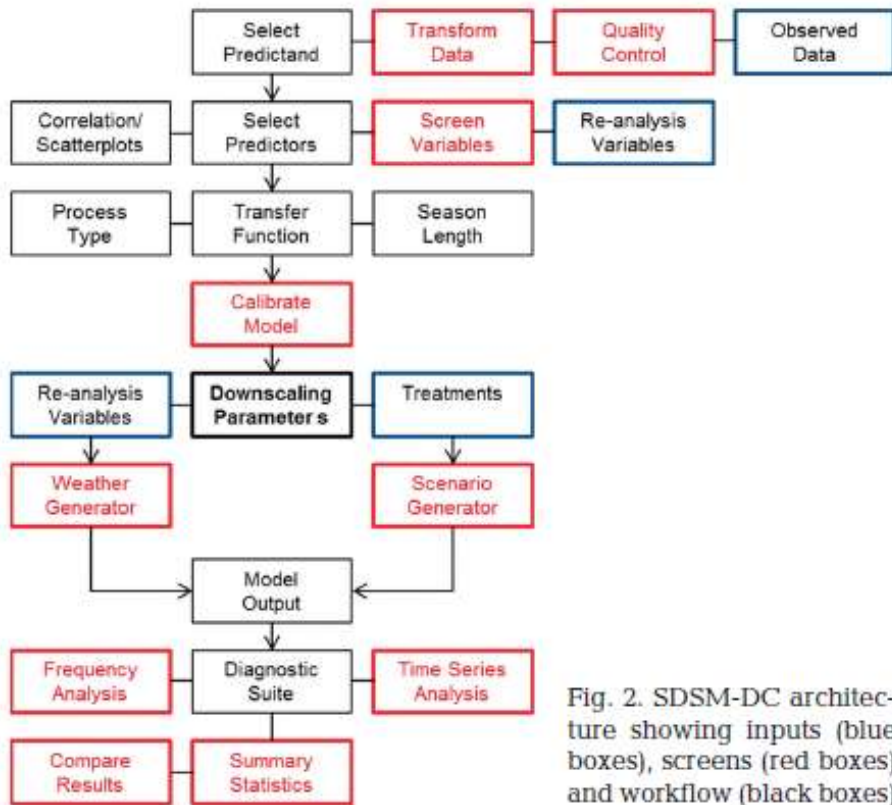 Select
Predictand
Transform
Data
Quality
Control
Observed
Data
Correlation/
Scatterplots
Select
Predictors
Screen
Variables
Re-analysis
Variables
Process
Type
Transfer
Function
Season
Length
Calibrate
Model
Re-analysis
Variables
Downscaling
Parameter s
Treatments
Weather
Generator
Scenario
Generator
Model
Output
Frequency
Analysis
Diagnostic
Suite
Time Series
Analysis
Compare
Results
Summary
Statistics
Fig. 2. SDSM-DC architec-
ture showing inputs (blue
boxes), screens (red boxes)
and workflow (black boxes)